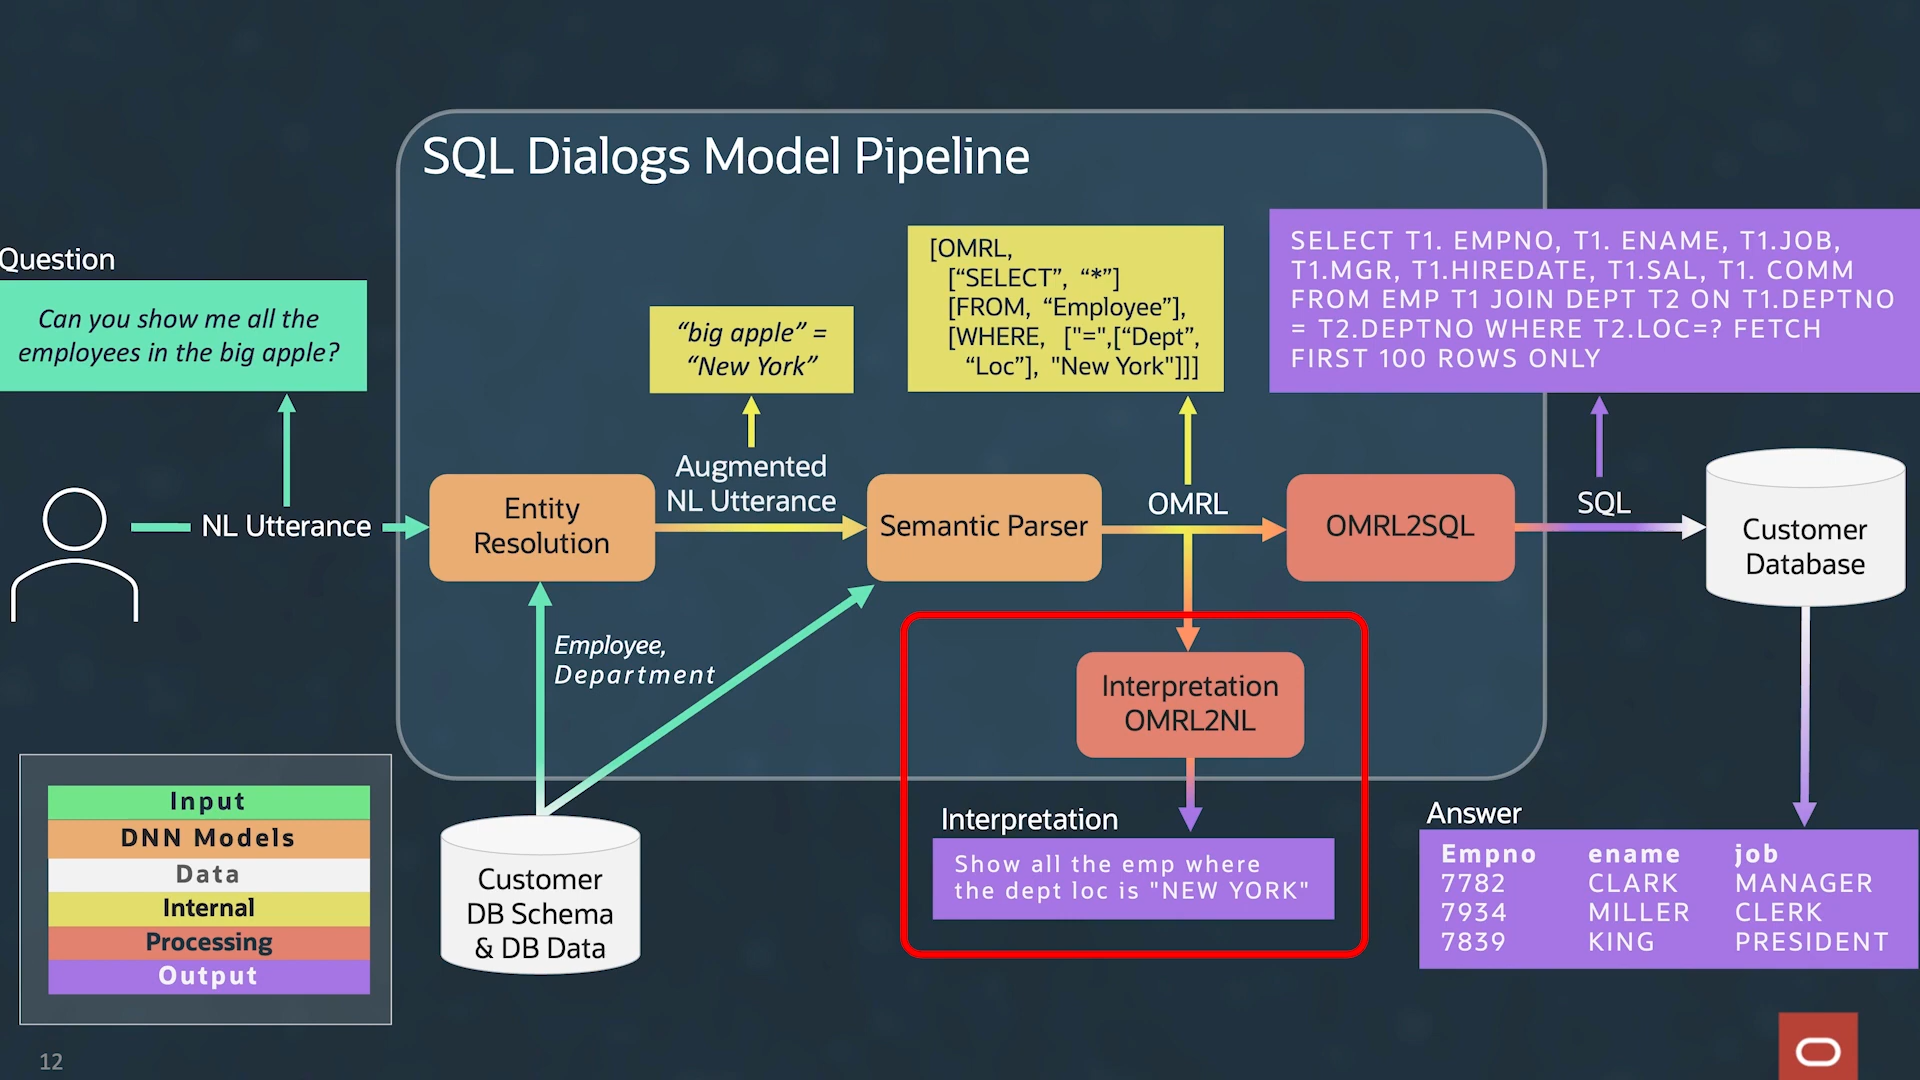 SQL Dialogs Model Pipeline
Question
Can you show me all the
employees in the big apple?
NL Utterance
Entity
Resolution
“big apple” =
“New York”
Augmented
NL Utterance
Semantic Parser
[OMRL,
[“SELECT”, “*”]
[FROM, “Employee”],
[WHERE, ["=",[“Dept”,
“Loc”], "New York"]]]
OMRL
OMRL2SQL
SELECT T1. EMPNO, T1. ENAME, T1.JOB,
T1.MGR, T1.HIREDATE, T1.SAL, T1. COMM
FROM EMP T1 JOIN DEPT T2 ON T1.DEPTNO
= T2.DEPTNO WHERE T2.LOC=? FETCH
FIRST 100 ROWS ONLY
SQL
Customer
Database
Employee,
Department
Interpretation
OMRL2NL
Interpretation
Show all the emp where
the dept loc is "NEW YORK"
Customer
DB Schema
& DB Data
Answer
Empno ename job
7782 CLARK MANAGER
7934 MILLER CLERK
7839 KING PRESIDENT
Input
DNN Models
Data
Internal
Processing
Output
12